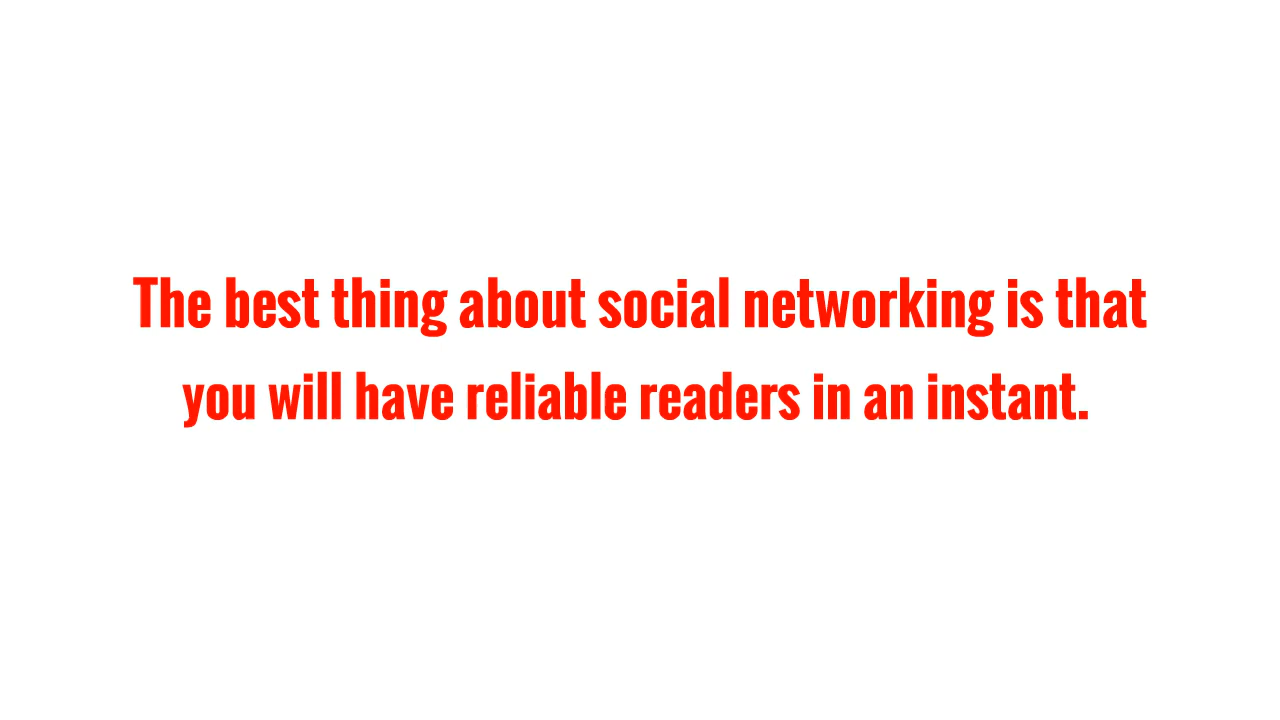 The best thing about social networking is that
you will have reliable readers in an instant.